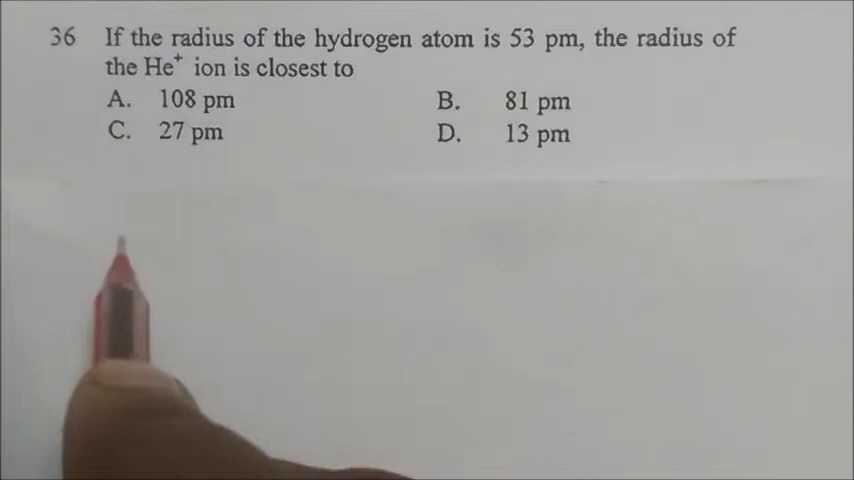 36 If the radius of the hydrogen atom is 53 pm, the radius of
the He⁺ ion is closest to
A. 108 pm B. 81 pm
C. 27 pm D. 13 pm